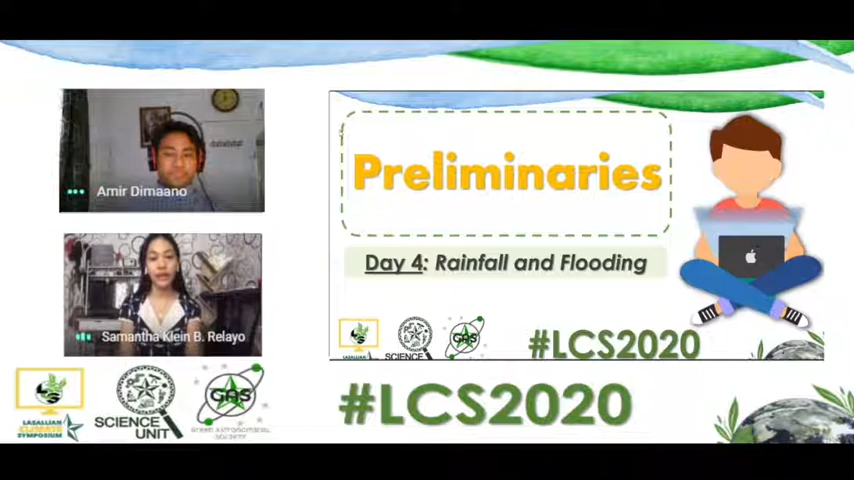 Amir Dimaano
Samantha Klein B. Relayo
Preliminaries
Day 4: Rainfall and Flooding
LASALLIAN
SCIENCE
GAS
#LCS2020
LASALLIAN
CLIMATE
SYMPOSIUM
SCIENCE
UNIT
GAS
#LCS2020